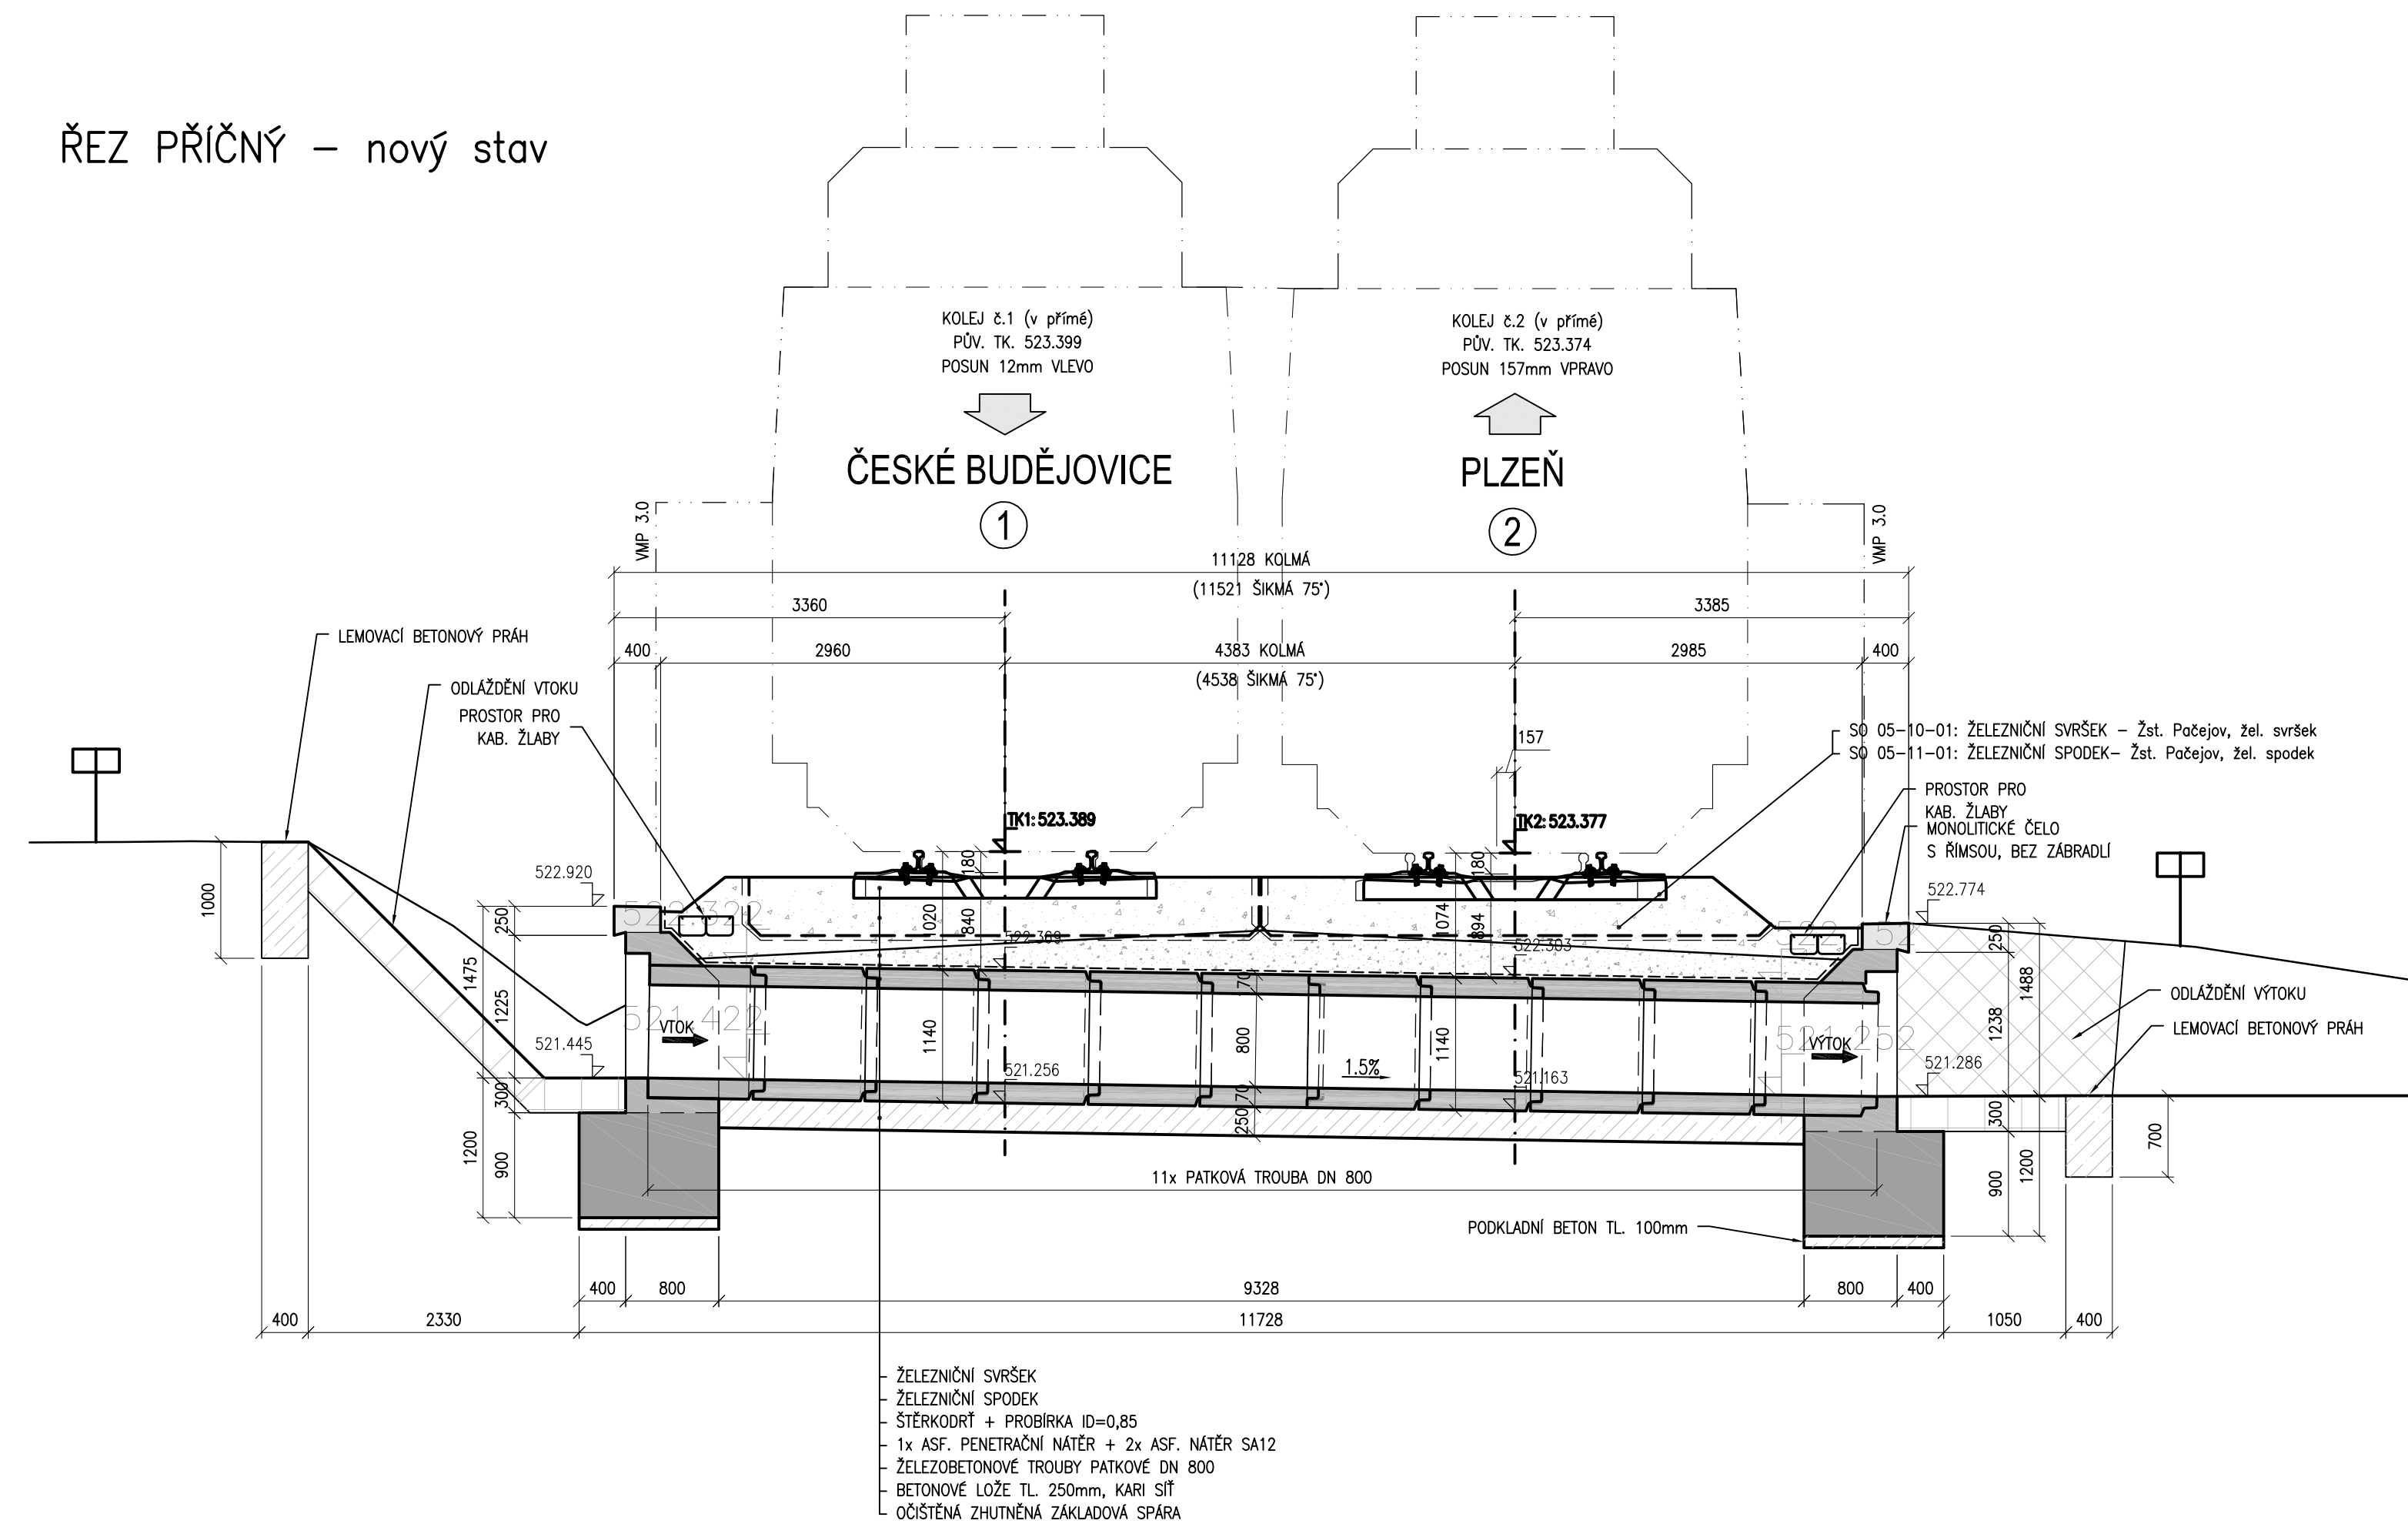 ŘEZ PŘÍČNÝ – nový stav
KOLEJ č.1 (v přímé)
PŮV. TK. 523.399
POSUN 12mm VLEVO
ČESKÉ BUDĚJOVICE
1
KOLEJ č.2 (v přímé)
PŮV. TK. 523.374
POSUN 157mm VPRAVO
PLZEŇ
2
VMP 3.0
VMP 3.0
11128 KOLMÁ
(11521 ŠIKMÁ 75°)
3360
3385
400
2960
4383 KOLMÁ
2985
400
(4538 ŠIKMÁ 75°)
LEMOVACÍ BETONOVÝ PRÁH
ODLÁŽDĚNÍ VTOKU
PROSTOR PRO
KAB. ŽLABY
157
SO 05-10-01: ŽELEZNIČNÍ SVRŠEK – Žst. Pačejov, žel. svršek
SO 05-11-01: ŽELEZNIČNÍ SPODEK– Žst. Pačejov, žel. spodek
PROSTOR PRO
KAB. ŽLABY
MONOLITICKÉ ČELO
S ŘÍMSOU, BEZ ZÁBRADLÍ
TK1: 523.389
TK2: 523.377
180
180
1000
522.920
522.774
250
1020
840
1074
894
250
522.322
522.369
522.303
1475
1225
1488
1238
70
ODLÁŽDĚNÍ VÝTOKU
LEMOVACÍ BETONOVÝ PRÁH
521.422
VTOK
521.445
1140
800
1140
521.252
VÝTOK
521.286
521.256
1.5%
521.163
300
70
250
300
1200
900
900
1200
700
11x PATKOVÁ TROUBA DN 800
PODKLADNÍ BETON TL. 100mm
400
800
9328
800
400
400
2330
11728
1050
400
ŽELEZNIČNÍ SVRŠEK
ŽELEZNIČNÍ SPODEK
ŠTĚRKODRŤ + PROBÍRKA ID=0,85
1x ASF. PENETRAČNÍ NÁTĚR + 2x ASF. NÁTĚR SA12
ŽELEZOBETONOVÉ TROUBY PATKOVÉ DN 800
BETONOVÉ LOŽE TL. 250mm, KARI SÍŤ
OČIŠTĚNÁ ZHUTNĚNÁ ZÁKLADOVÁ SPÁRA